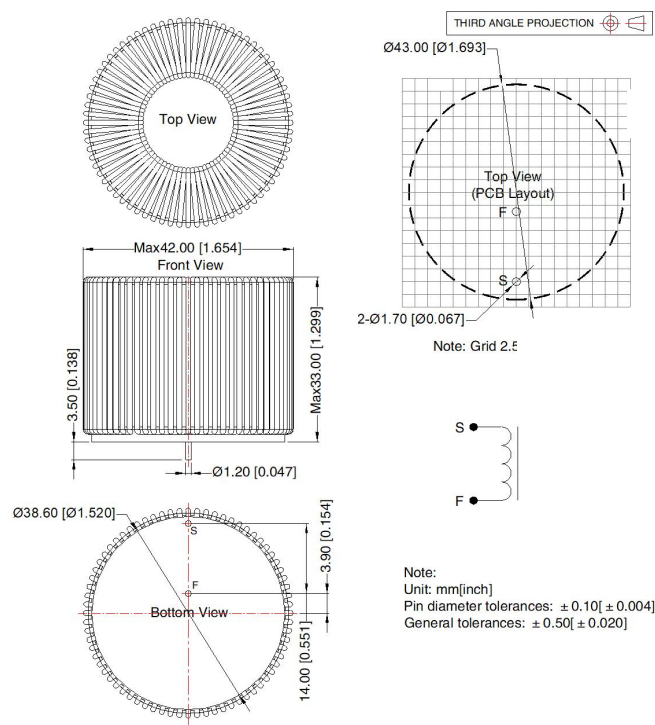 THIRD ANGLE PROJECTION
Ø43.00 [Ø1.693]
Top View
Top View
(PCB Layout)
F
S
2-Ø1.70 [Ø0.067]
Note: Grid 2.5
Max42.00 [1.654]
Front View
3.50 [0.138]
Max33.00 [1.299]
Ø1.20 [0.047]
S
F
Ø38.60 [Ø1.520]
S
F
Bottom View
3.90 [0.154]
14.00 [0.551]
Note:
Unit: mm[inch]
Pin diameter tolerances: ±0.10[±0.004]
General tolerances: ±0.50[±0.020]